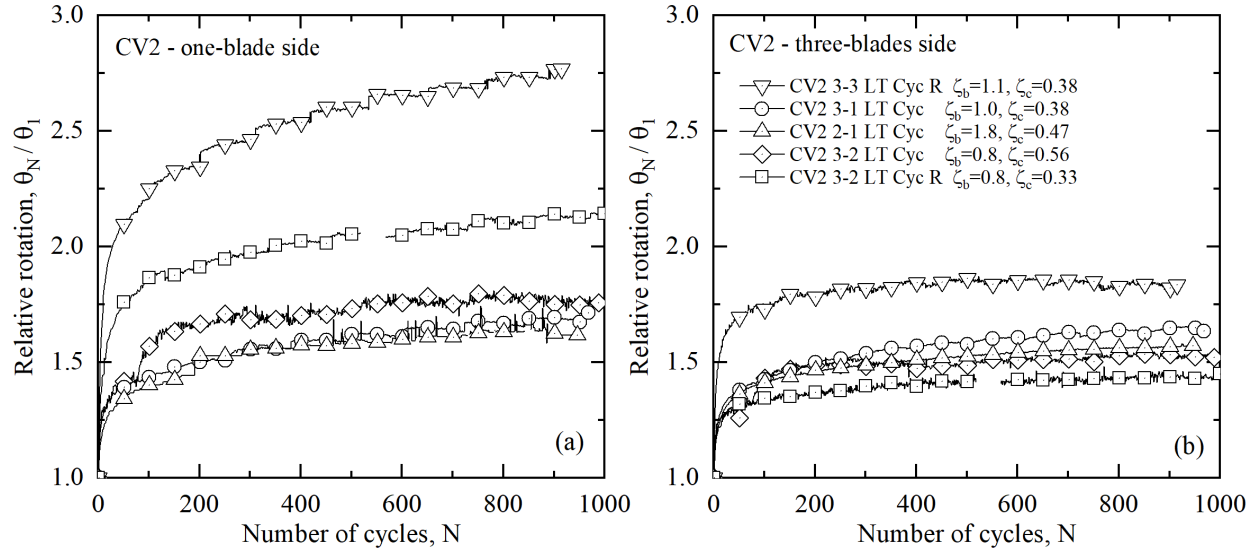 CV2 - one-blade side
3.0
2.5
2.0
1.5
1.0
Relative rotation, θN / θ1
0 200 400 600 800 1000
Number of cycles, N
(a)
CV2 - three-blades side
CV2 3-3 LT Cyc R ζb=1.1, ζc=0.38
CV2 3-1 LT Cyc ζb=1.0, ζc=0.38
CV2 2-1 LT Cyc ζb=1.8, ζc=0.47
CV2 3-2 LT Cyc ζb=0.8, ζc=0.56
CV2 3-2 LT Cyc R ζb=0.8, ζc=0.33
3.0
2.5
2.0
1.5
1.0
Relative rotation, θN / θ1
0 200 400 600 800 1000
Number of cycles, N
(b)